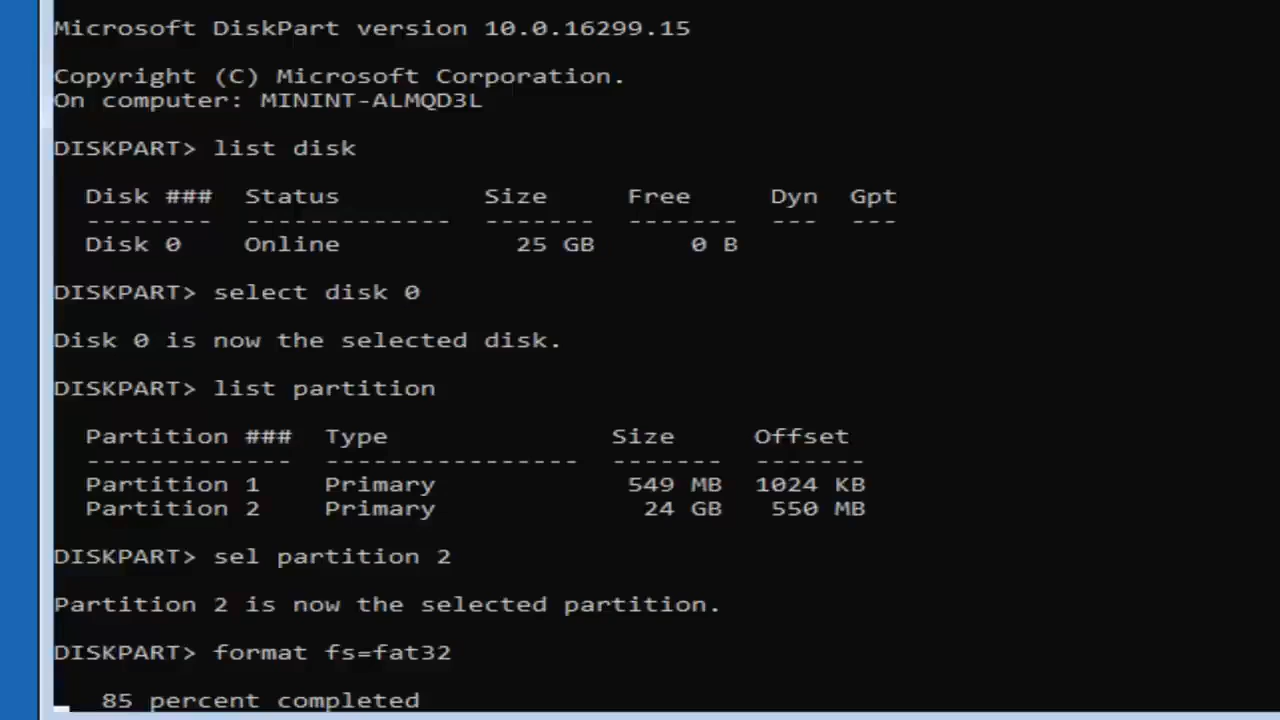 Microsoft DiskPart version 10.0.16299.15
Copyright (C) Microsoft Corporation.
On computer: MININT-ALMQD3L
DISKPART> list disk
Disk ### Status Size Free Dyn Gpt
-------- ------------- ------- ------- --- ---
Disk 0 Online 25 GB 0 B
DISKPART> select disk 0
Disk 0 is now the selected disk.
DISKPART> list partition
Partition ### Type Size Offset
------------- ---------------- ------- -------
Partition 1 Primary 549 MB 1024 KB
Partition 2 Primary 24 GB 550 MB
DISKPART> sel partition 2
Partition 2 is now the selected partition.
DISKPART> format fs=fat32
85 percent completed